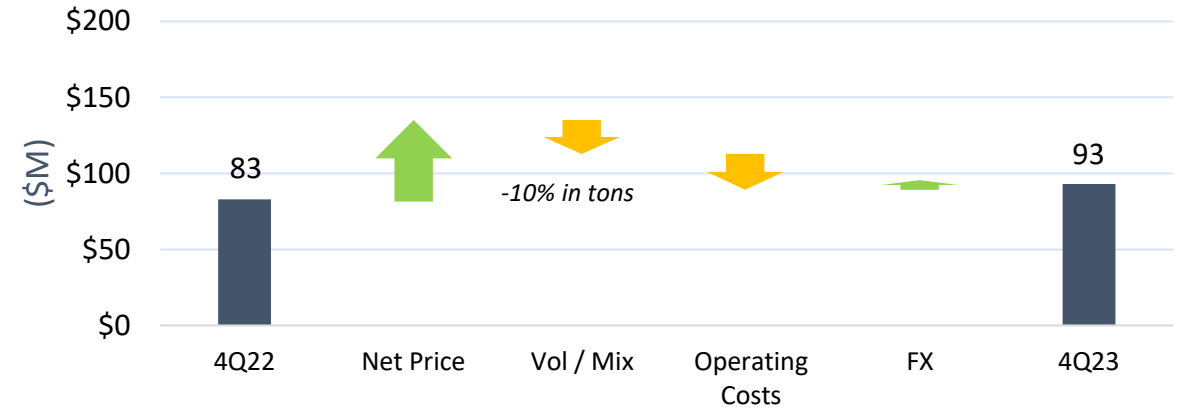 $200
$150
$100
$50
$0
($M)
83
-10% in tons
93
4Q22
Net Price
Vol / Mix
Operating
Costs
FX
4Q23